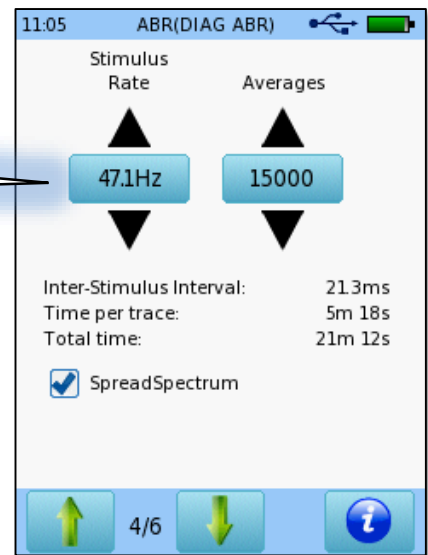 11:05 ABR(DIAG ABR)
Stimulus
Rate Averages
47.1Hz 15000
Inter-Stimulus Interval: 21.3ms
Time per trace: 5m 18s
Total time: 21m 12s
SpreadSpectrum
4/6 i